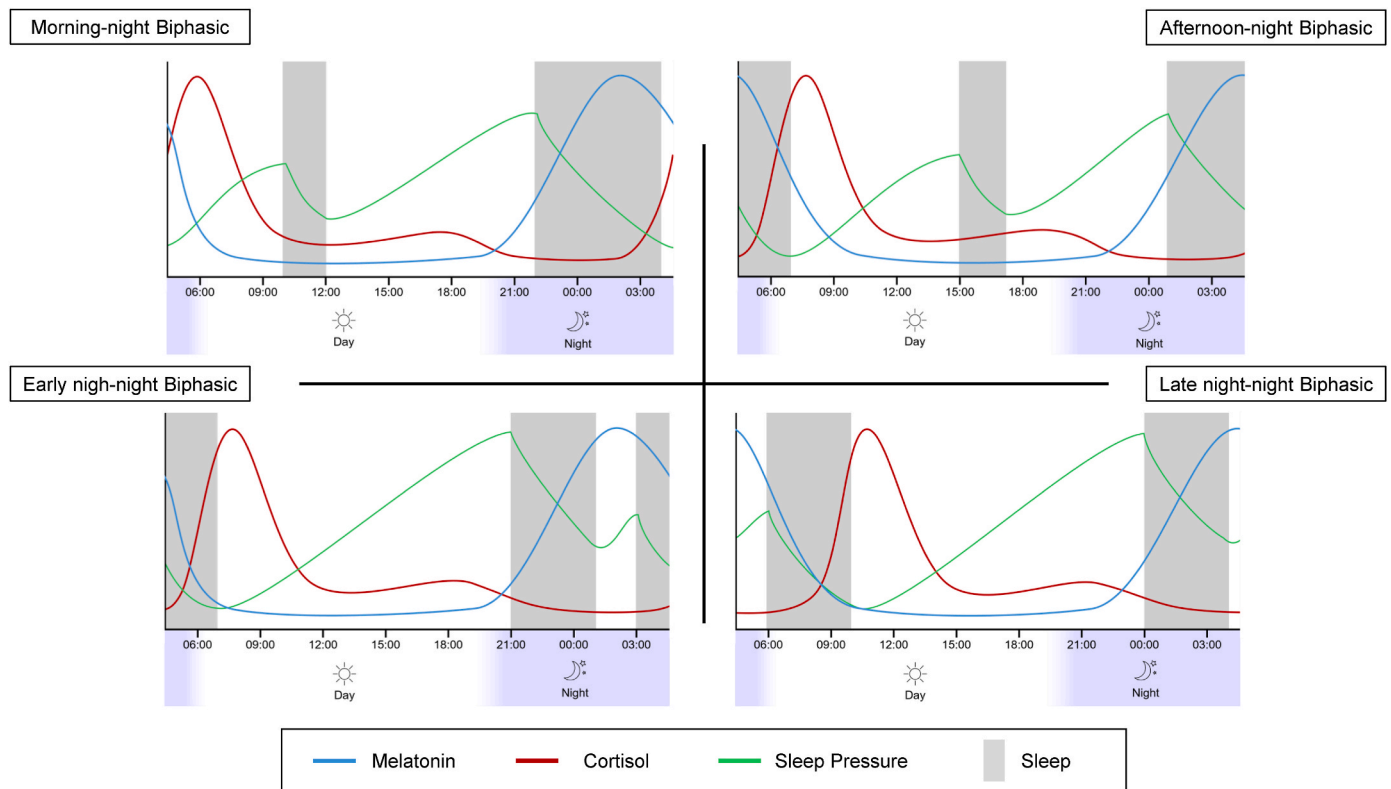 Morning-night Biphasic
Afternoon-night Biphasic
06:00 09:00 12:00 15:00 18:00 21:00 00:00 03:00
Day
Night
06:00 09:00 12:00 15:00 18:00 21:00 00:00 03:00
Day
Night
Early nigh-night Biphasic
Late night-night Biphasic
06:00 09:00 12:00 15:00 18:00 21:00 00:00 03:00
Day
Night
06:00 09:00 12:00 15:00 18:00 21:00 00:00 03:00
Day
Night
Melatonin
Cortisol
Sleep Pressure
Sleep